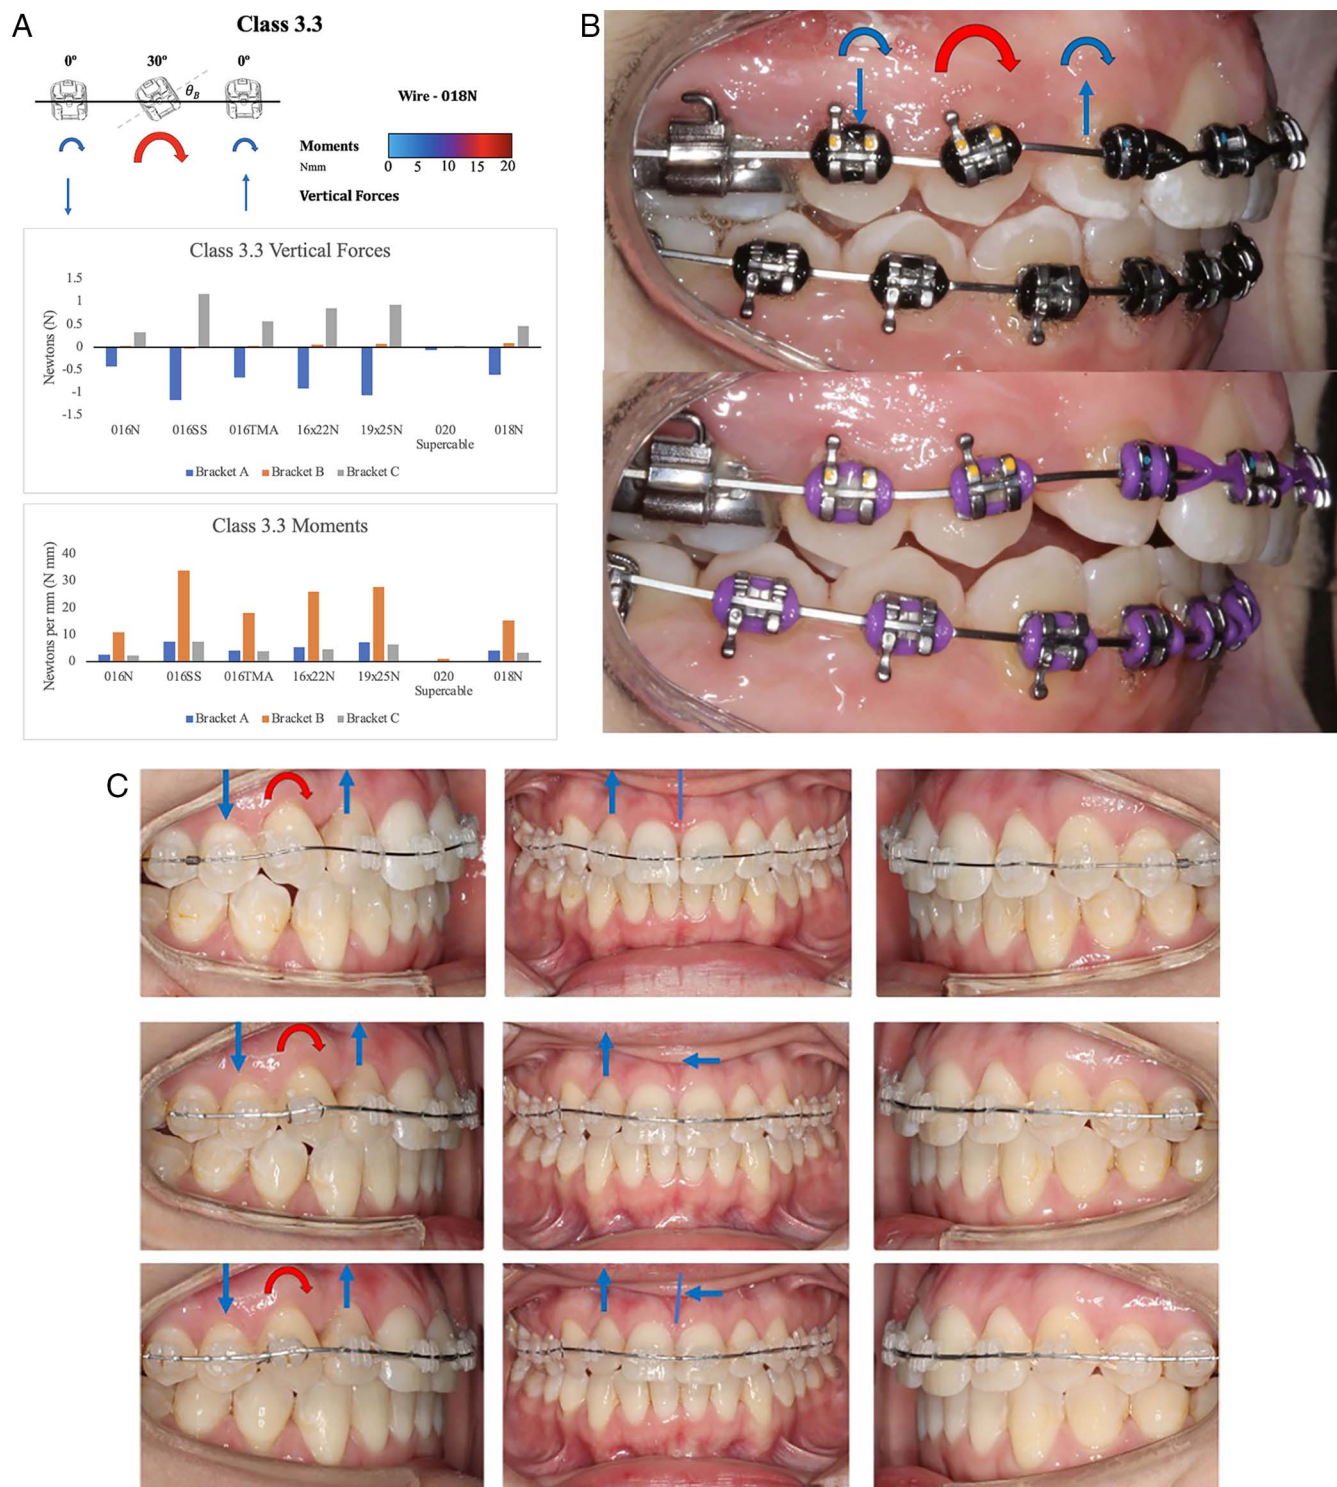 A
Class 3.3
0º 30º 0º
θB
Wire - 018N
Moments
Nmm
0 5 10 15 20
Vertical Forces
Class 3.3 Vertical Forces
Newtons (N)
1.5
1
0.5
0
-0.5
-1
-1.5
016N 016SS 016TMA 16x22N 19x25N 020 Supercable 018N
Bracket A Bracket B Bracket C
Class 3.3 Moments
Newtons per mm (N mm)
40
30
20
10
0
016N 016SS 016TMA 16x22N 19x25N 020 Supercable 018N
Bracket A Bracket B Bracket C
B
C